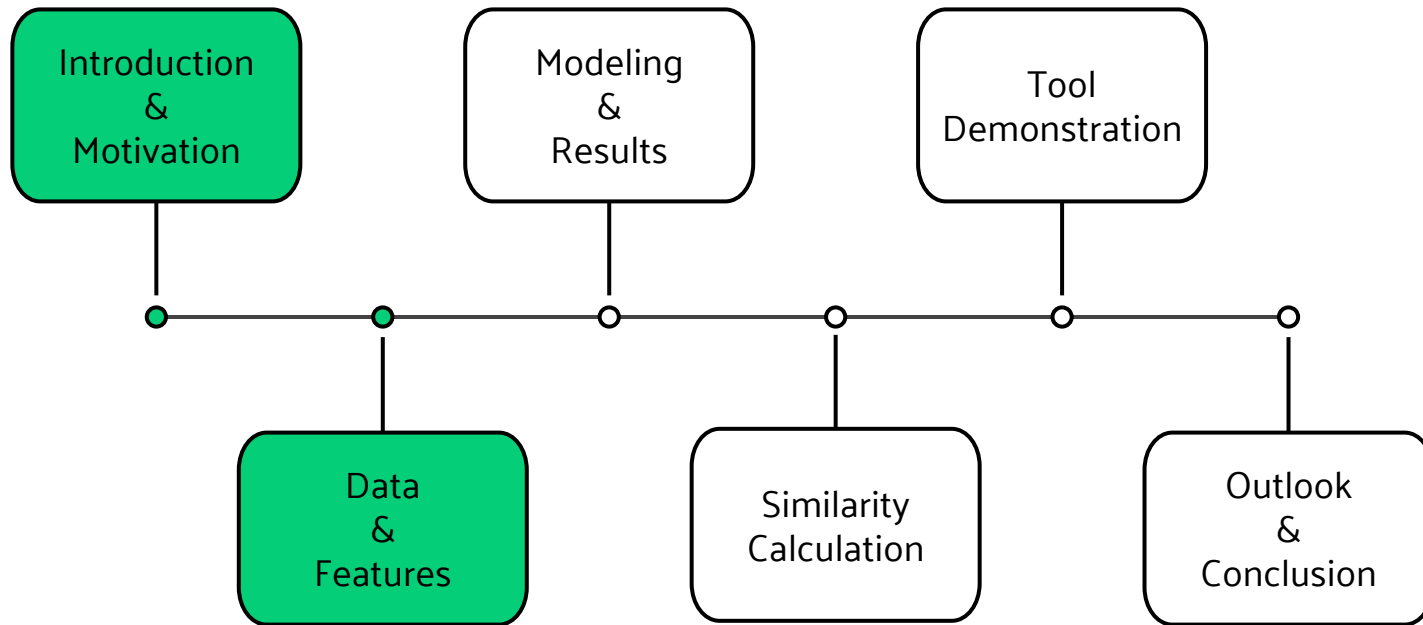 Introduction
&
Motivation
Data
&
Features
Modeling
&
Results
Similarity
Calculation
Tool
Demonstration
Outlook
&
Conclusion